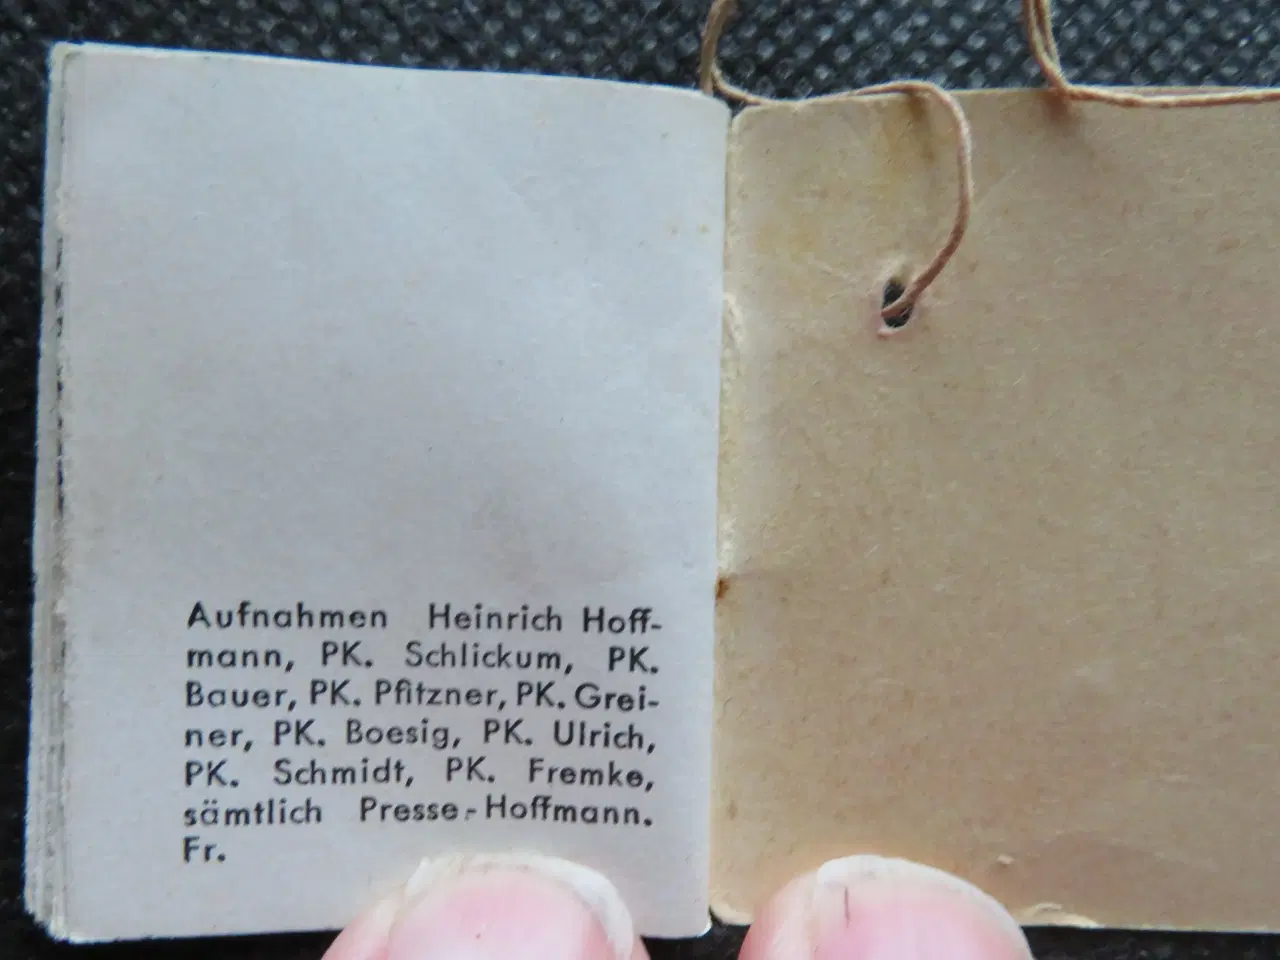 Aufnahmen Heinrich Hoff-
mann, PK. Schlickum, PK.
Bauer, PK. Pfitzner, PK. Grei-
ner, PK. Boesig, PK. Ulrich,
PK. Schmidt, PK. Fremke,
sämtlich Presse-Hoffmann.
Fr.